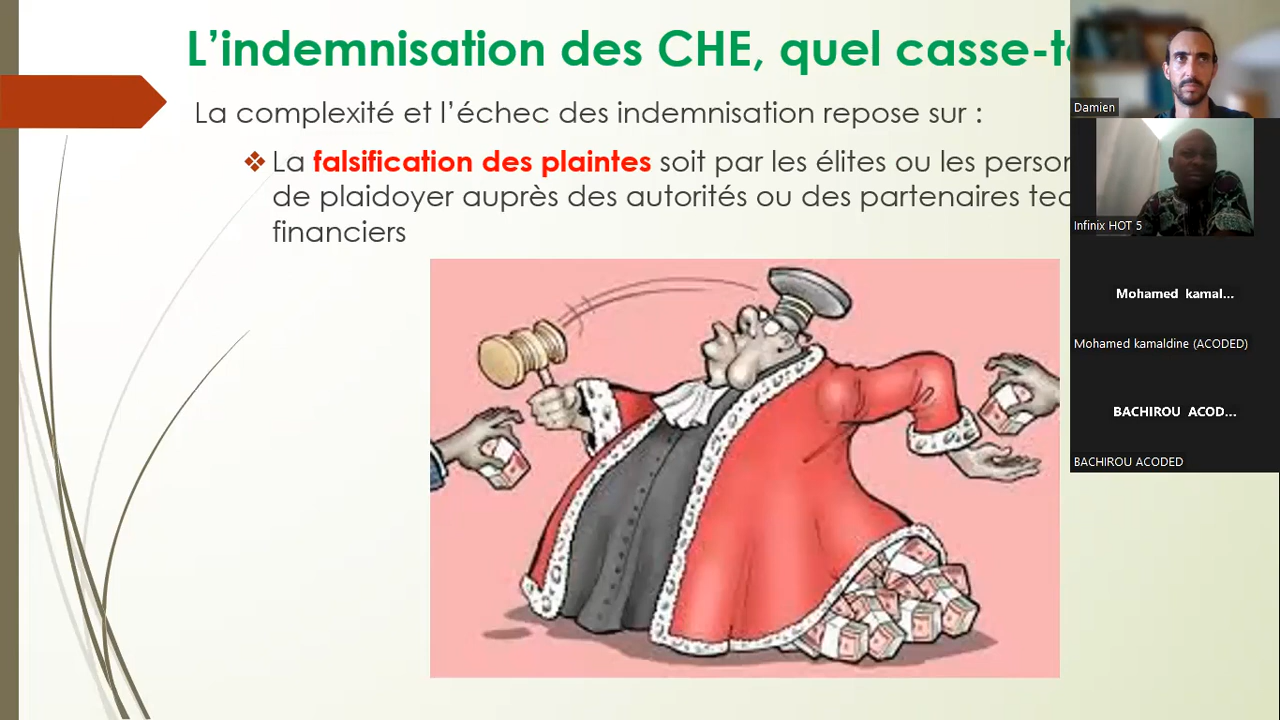 L'indemnisation des CHE, quel casse-t
La complexité et l'échec des indemnisation repose sur :
❖ La falsification des plaintes soit par les élites ou les person
de plaidoyer auprès des autorités ou des partenaires tec
financiers
Damien
Infinix HOT 5
Mohamed kamal...
Mohamed kamaldine (ACODED)
BACHIROU ACOD...
BACHIROU ACODED